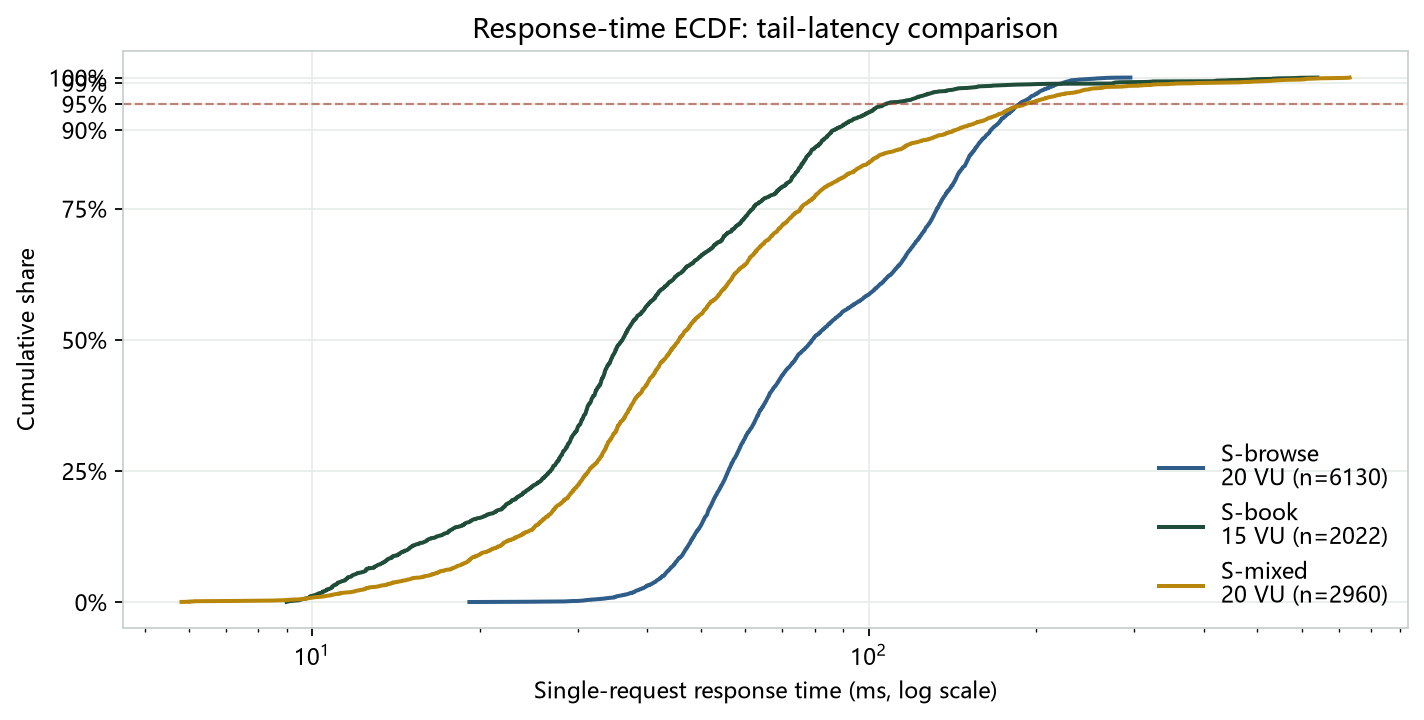 Response-time ECDF: tail-latency comparison
Cumulative share
100%
99%
95%
90%
75%
50%
25%
0%
S-browse
20 VU (n=6130)
S-book
15 VU (n=2022)
S-mixed
20 VU (n=2960)
10¹
10²
Single-request response time (ms, log scale)